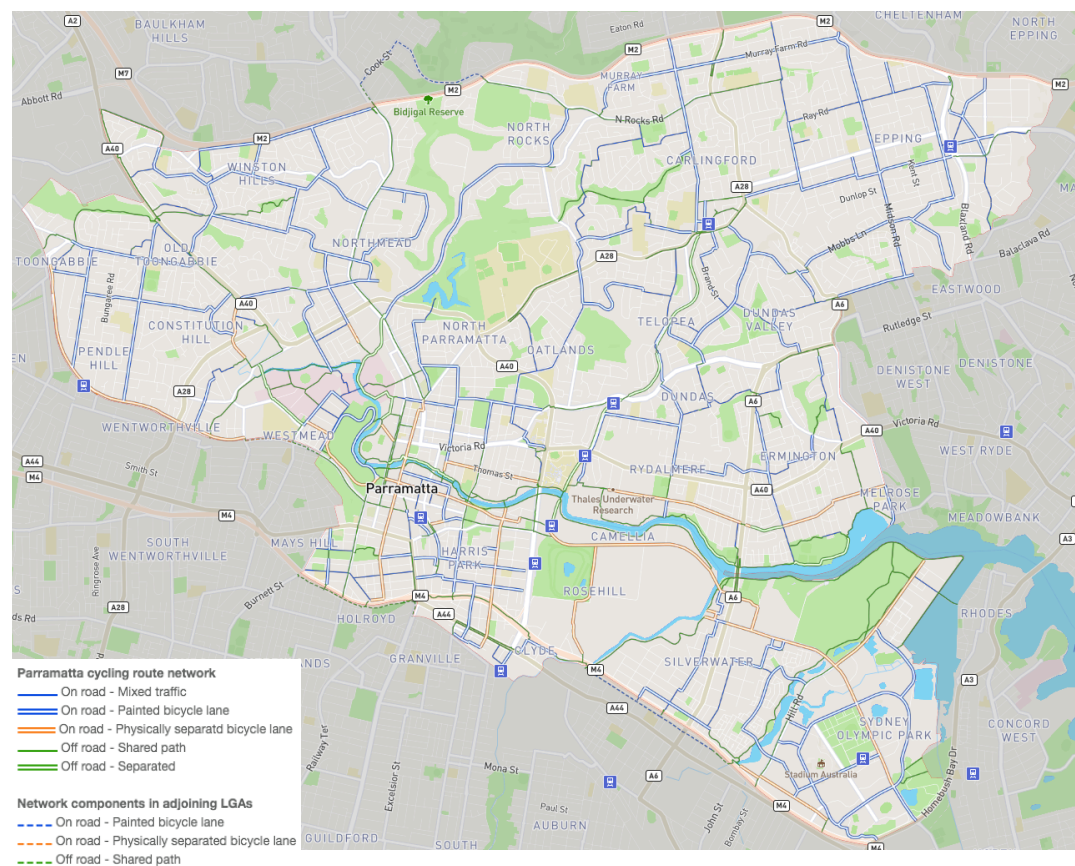 A2
BAULKHAM
HILLS
Eaton Rd
M2
CHELTENHAM
NORTH
EPPING
Cook St
Murray Farm Rd
M7
MURRAY
FARM
M2
M2
Abbott Rd
Bidjigal Reserve
Ray Rd
N Rocks Rd
NORTH
ROCKS
M2
EPPING
A40
CARLINGFORD
WINSTON
HILLS
Kent St
A28
Dunlop St
Midson Rd
Blaxland Rd
NORTHMEAD
Mobbs Ln
Balaclava Rd
OLD
TOONGABBIE
TOONGABBIE
A28
Brand St
Bungaree Rd
EASTWOOD
A40
A6
DUNDAS
VALLEY
TELOPEA
Rutledge St
CONSTITUTION
HILL
NORTH
PARRAMATTA
OATLANDS
PENDLE
HILL
DENISTONE
A40
DENISTONE
WEST
A28
DUNDAS
A6
WENTWORTHVILLE
WESTMEAD
Victoria Rd
A40
Victoria Rd
WEST RYDE
A44
M4
Smith St
Thomas St
RYDALMERE
ERMINGTON
Parramatta
A40
Thales Underwater
Research
MELROSE
PARK
M4
MEADOWBANK
CAMELLIA
A3
SOUTH
WENTWORTHVILLE
MAYS HILL
HARRIS
PARK
Ringrose Ave
Burnett St
ROSEHILL
M4
A6
A28
A44
HOLROYD
RHODES
GRANVILLE
CLYDE
SILVERWATER
M4
A3
Hill Rd
A44
CONCORD
WEST
SYDNEY
OLYMPIC PARK
Railway Ter
Excelsior St
Mona St
A6
Stadium Australia
Homebush Bay Dr
M4
Paul St
John St
Bombay St
AUBURN
GUILDFORD
SOUTH
M4
Parramatta cycling route network
On road - Mixed traffic
On road - Painted bicycle lane
On road - Physically separatd bicycle lane
Off road - Shared path
Off road - Separated
Network components in adjoining LGAs
On road - Painted bicycle lane
On road - Physically separated bicycle lane
Off road - Shared path